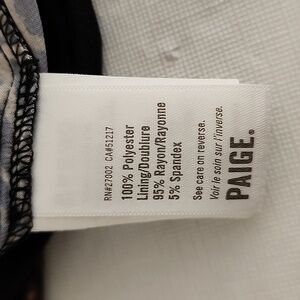 RN#27002 CA#51217
100% Polyester
Lining/Doublure
95% Rayon/Rayonne
5% Spandex
See care on reverse.
Voir le soin sur l'inverse.
PAIGE.